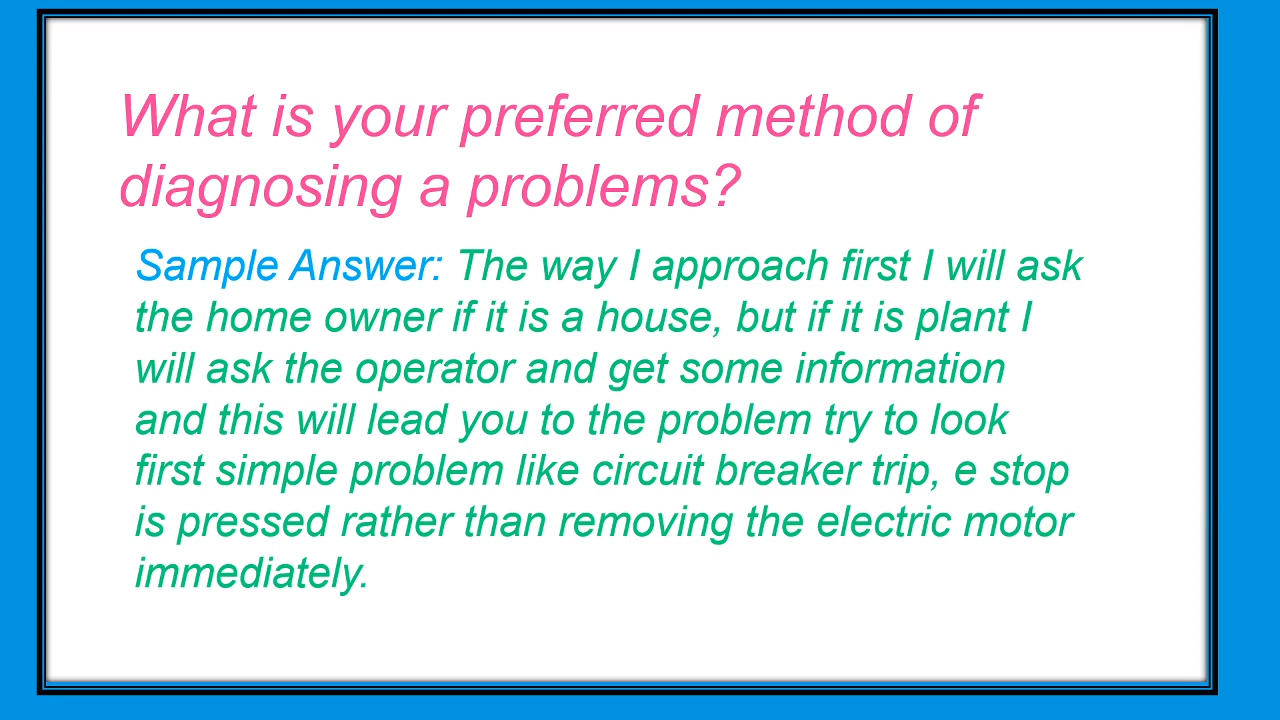 What is your preferred method of
diagnosing a problems?
Sample Answer: The way I approach first I will ask
the home owner if it is a house, but if it is plant I
will ask the operator and get some information
and this will lead you to the problem try to look
first simple problem like circuit breaker trip, e stop
is pressed rather than removing the electric motor
immediately.